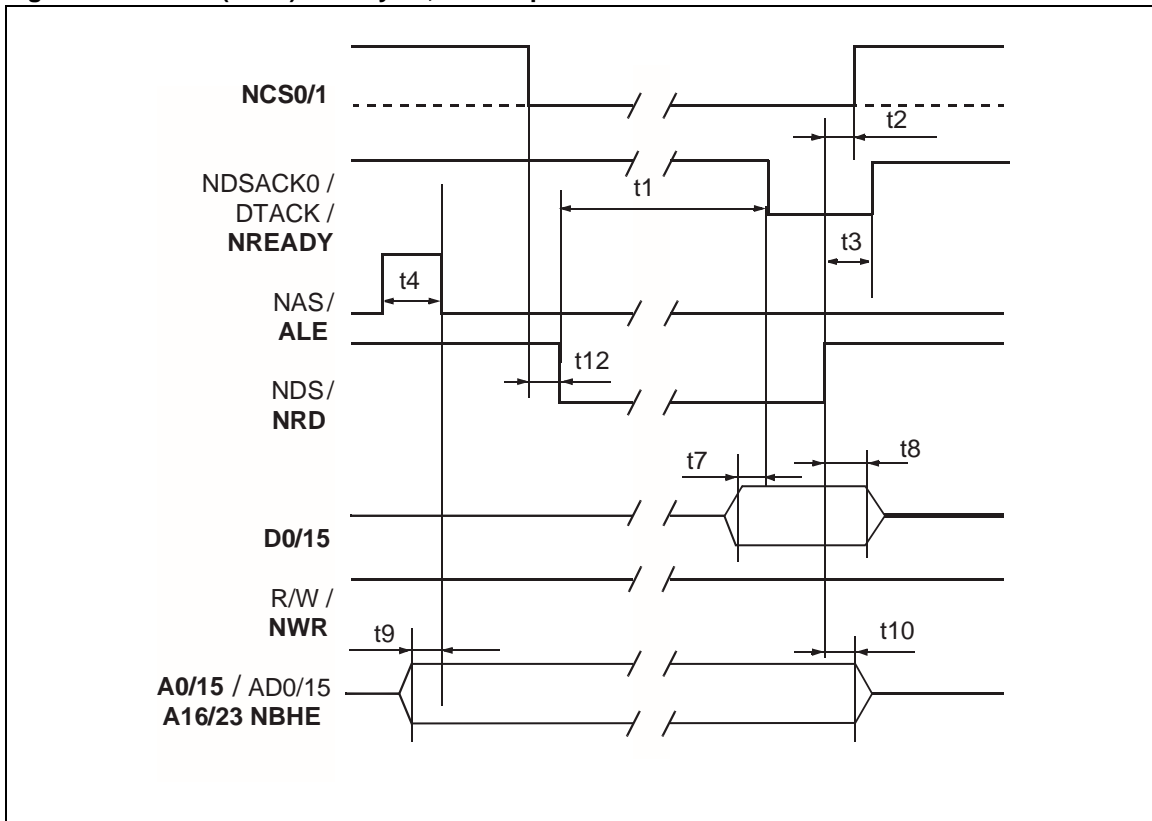 NCS0/1
t2
NDSACK0 /
DTACK /
NREADY
t1
t3
t4
NAS/
ALE
t12
NDS/
NRD
t7
t8
D0/15
R/W /
NWR
t9
t10
A0/15 / AD0/15
A16/23 NBHE